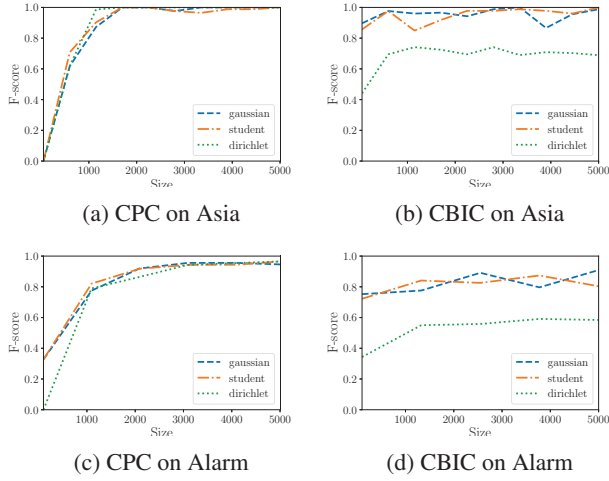 1.0
0.8
0.6
0.4
0.2
0.0
F-score
1000 2000 3000 4000 5000
Size
gaussian
student
dirichlet
(a) CPC on Asia
1.0
0.8
0.6
0.4
0.2
0.0
F-score
1000 2000 3000 4000 5000
Size
gaussian
student
dirichlet
(b) CBIC on Asia
1.0
0.8
0.6
0.4
0.2
0.0
F-score
1000 2000 3000 4000 5000
Size
gaussian
student
dirichlet
(c) CPC on Alarm
1.0
0.8
0.6
0.4
0.2
0.0
F-score
1000 2000 3000 4000 5000
Size
gaussian
student
dirichlet
(d) CBIC on Alarm